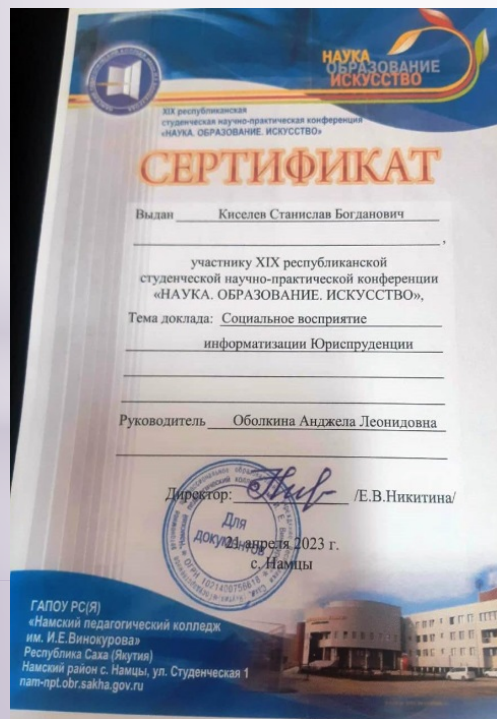 НАУКА
ОБРАЗОВАНИЕ
ИСКУССТВО
XIX республиканская
студенческая научно-практическая конференция
«НАУКА. ОБРАЗОВАНИЕ. ИСКУССТВО»
СЕРТИФИКАТ
Выдан Киселев Станислав Богданович
,
участнику XIX республиканской
студенческой научно-практической конференции
«НАУКА. ОБРАЗОВАНИЕ. ИСКУССТВО»,
Тема доклада: Социальное восприятие
информатизации Юриспруденции
Руководитель Оболкина Анджела Леонидовна
Директор: /Е.В.Никитина/
Для
документов
21 апреля 2023 г.
с. Намцы
ГАПОУ РС(Я)
«Намский педагогический колледж
им. И.Е.Винокурова»
Республика Саха (Якутия)
Намский район с. Намцы, ул. Студенческая 1
nam-npt.obr.sakha.gov.ru